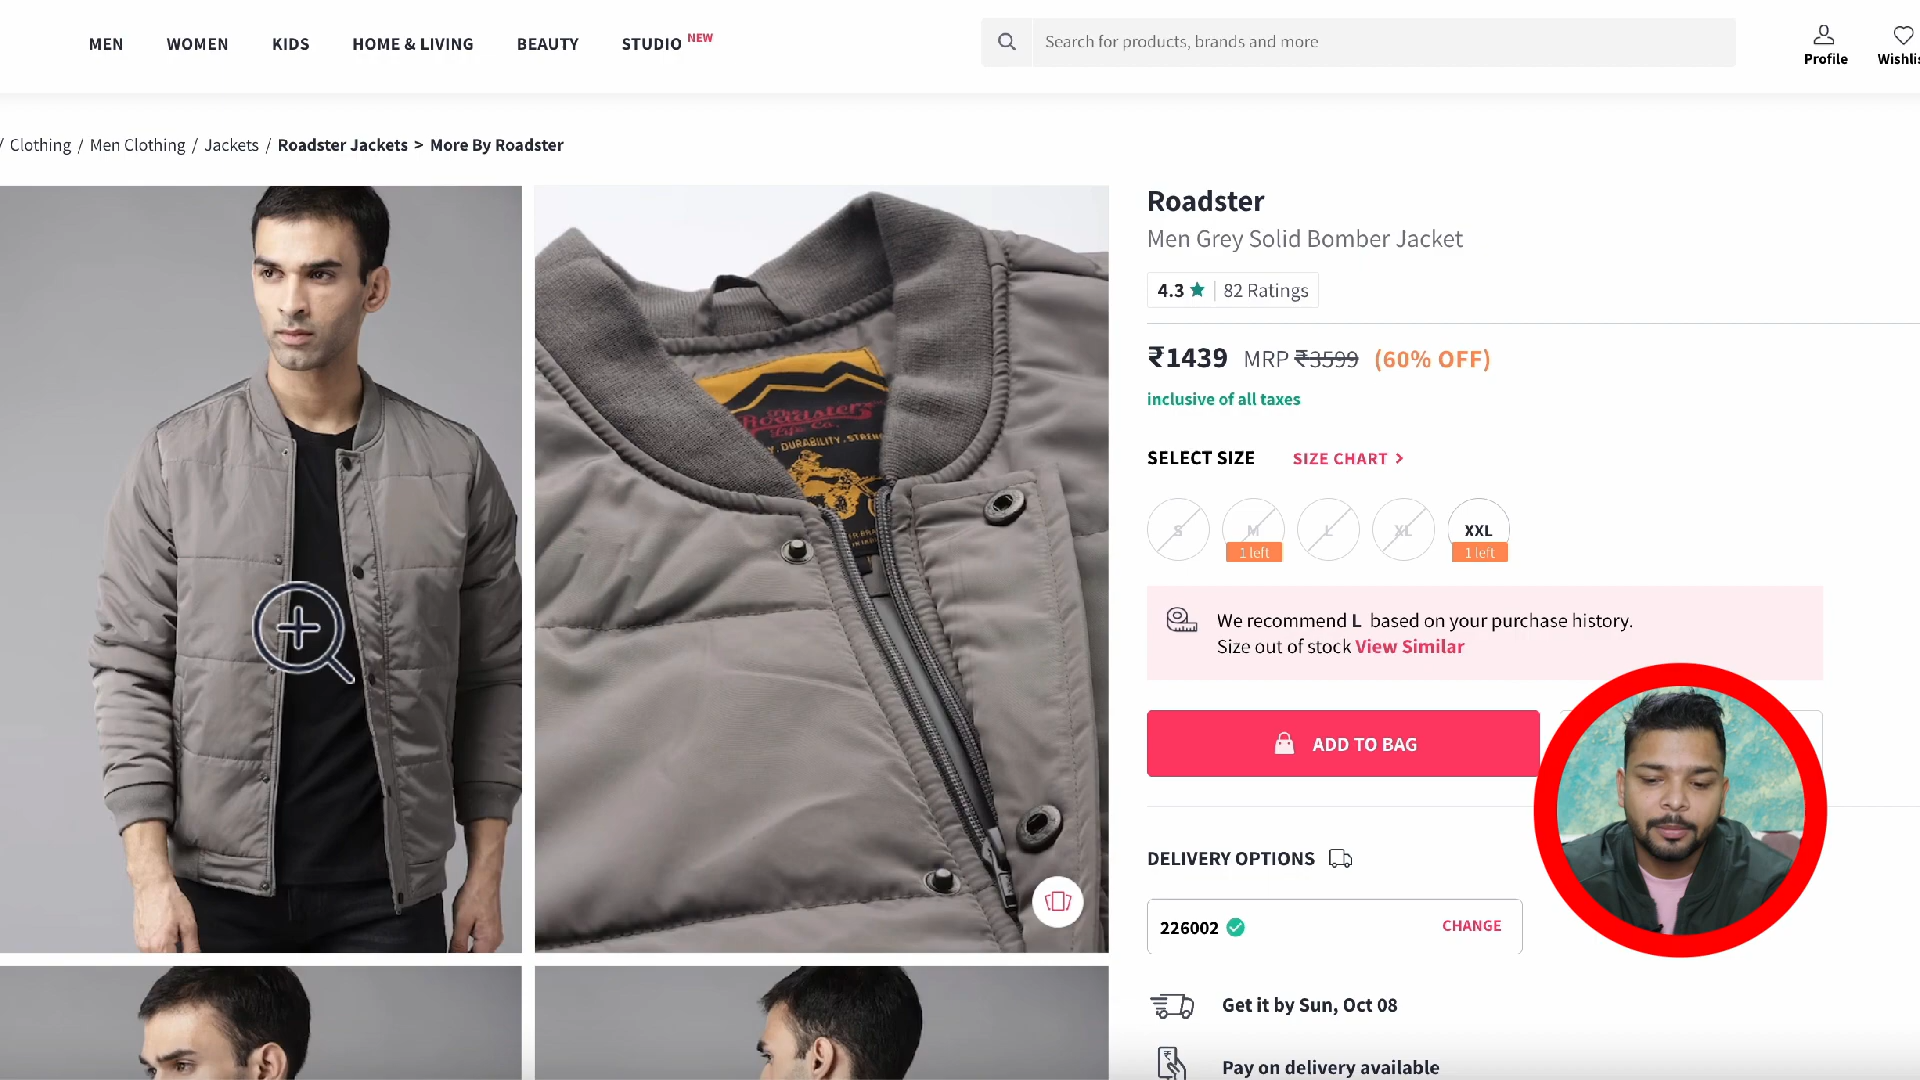 MEN WOMEN KIDS HOME & LIVING BEAUTY STUDIO NEW
Search for products, brands and more
Profile
/ Clothing / Men Clothing / Jackets / Roadster Jackets > More By Roadster
Roadster
Men Grey Solid Bomber Jacket
4.3 ★ | 82 Ratings
₹1439 MRP ₹3599 (60% OFF)
inclusive of all taxes
SELECT SIZE SIZE CHART >
S M L XL XXL
1 left 1 left
We recommend L based on your purchase history.
Size out of stock View Similar
ADD TO BAG
DELIVERY OPTIONS
226002 CHANGE
Get it by Sun, Oct 08
Pay on delivery available
Roadster
Life Co.
DURABILITY